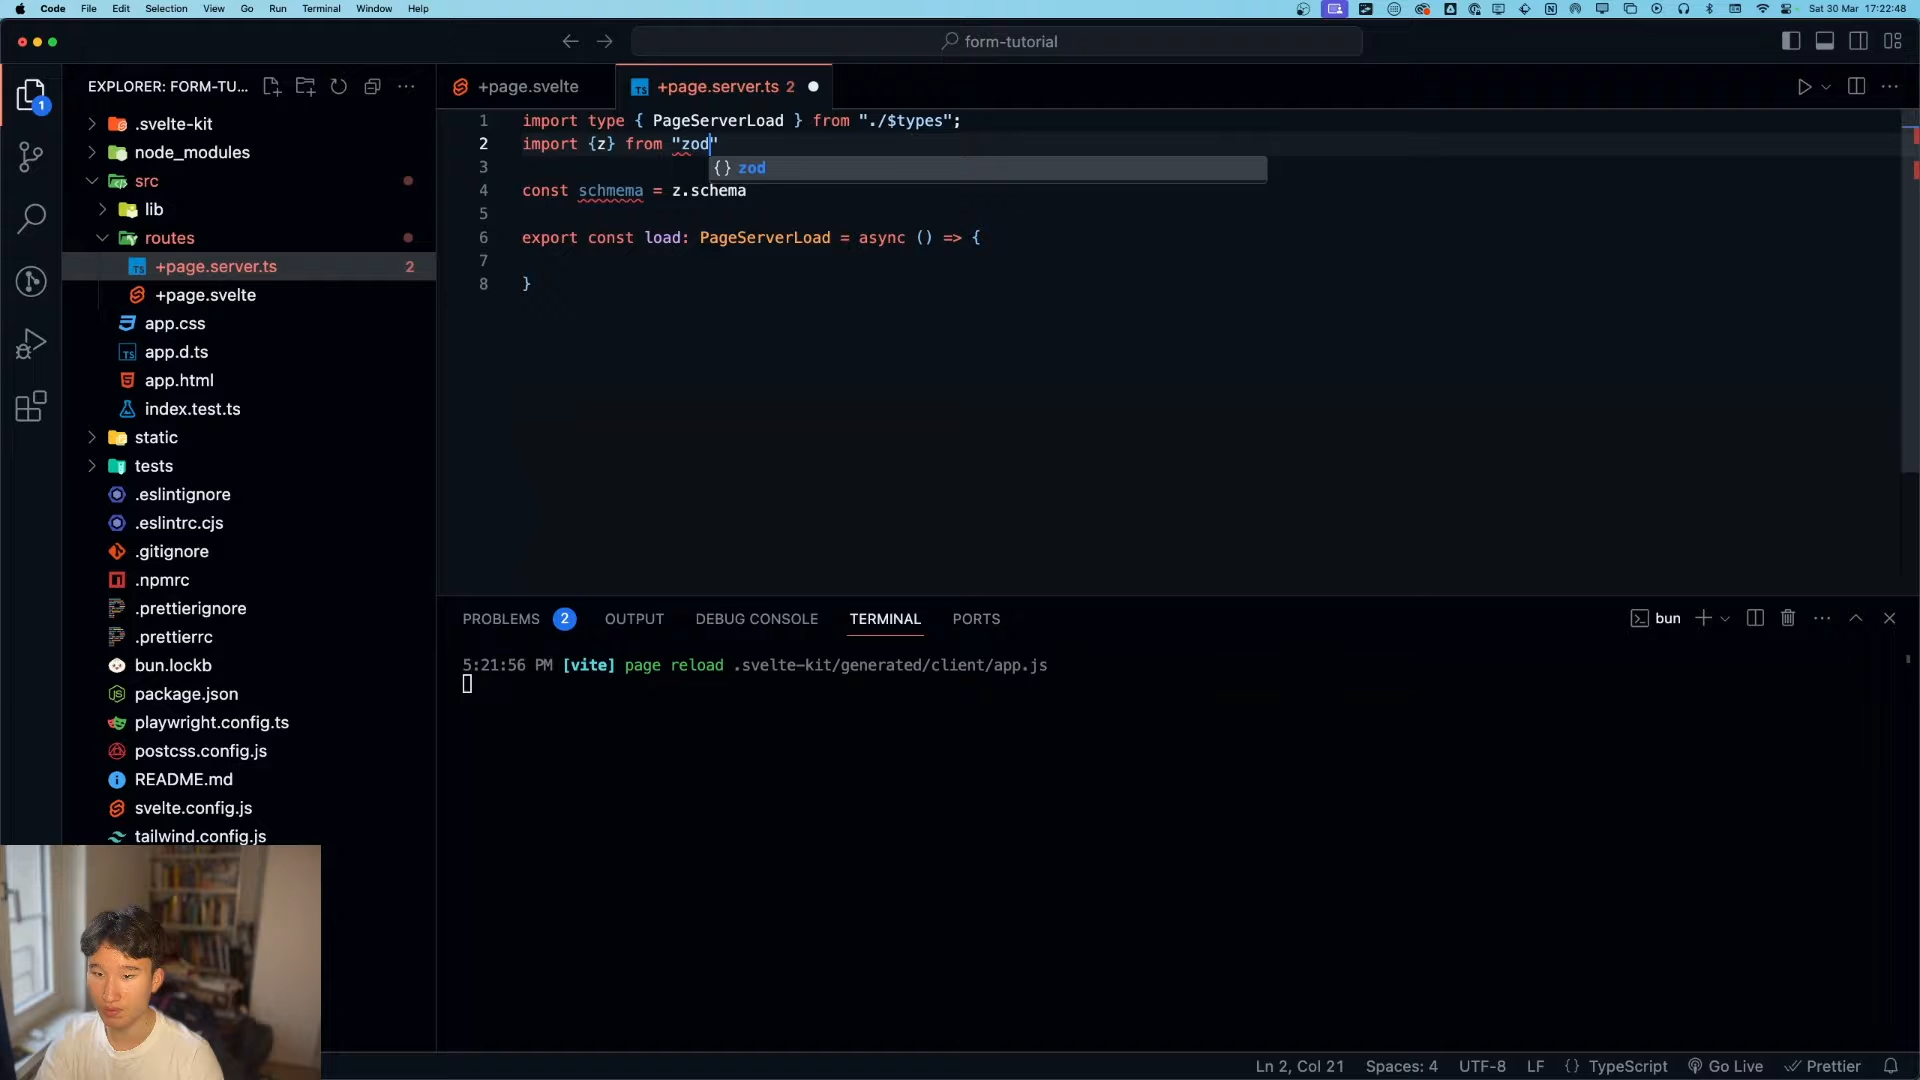 Code File Edit Selection View Go Run Terminal Window Help Sat 30 Mar 17:22:48
form-tutorial
EXPLORER: FORM-TU...
+page.svelte
+page.server.ts 2
.svelte-kit
node_modules
src
lib
routes
+page.server.ts 2
+page.svelte
app.css
app.d.ts
app.html
index.test.ts
static
tests
.eslintignore
.eslintrc.cjs
.gitignore
.npmrc
.prettierignore
.prettierrc
bun.lockb
package.json
playwright.config.ts
postcss.config.js
README.md
svelte.config.js
tailwind.config.js
1 import type { PageServerLoad } from "./$types";
2 import {z} from "zod"
{} zod
3
4 const schmema = z.schema
5
6 export const load: PageServerLoad = async () => {
7
8 }
PROBLEMS 2 OUTPUT DEBUG CONSOLE TERMINAL PORTS
bun
5:21:56 PM [vite] page reload .svelte-kit/generated/client/app.js
Ln 2, Col 21 Spaces: 4 UTF-8 LF {} TypeScript Go Live Prettier
1